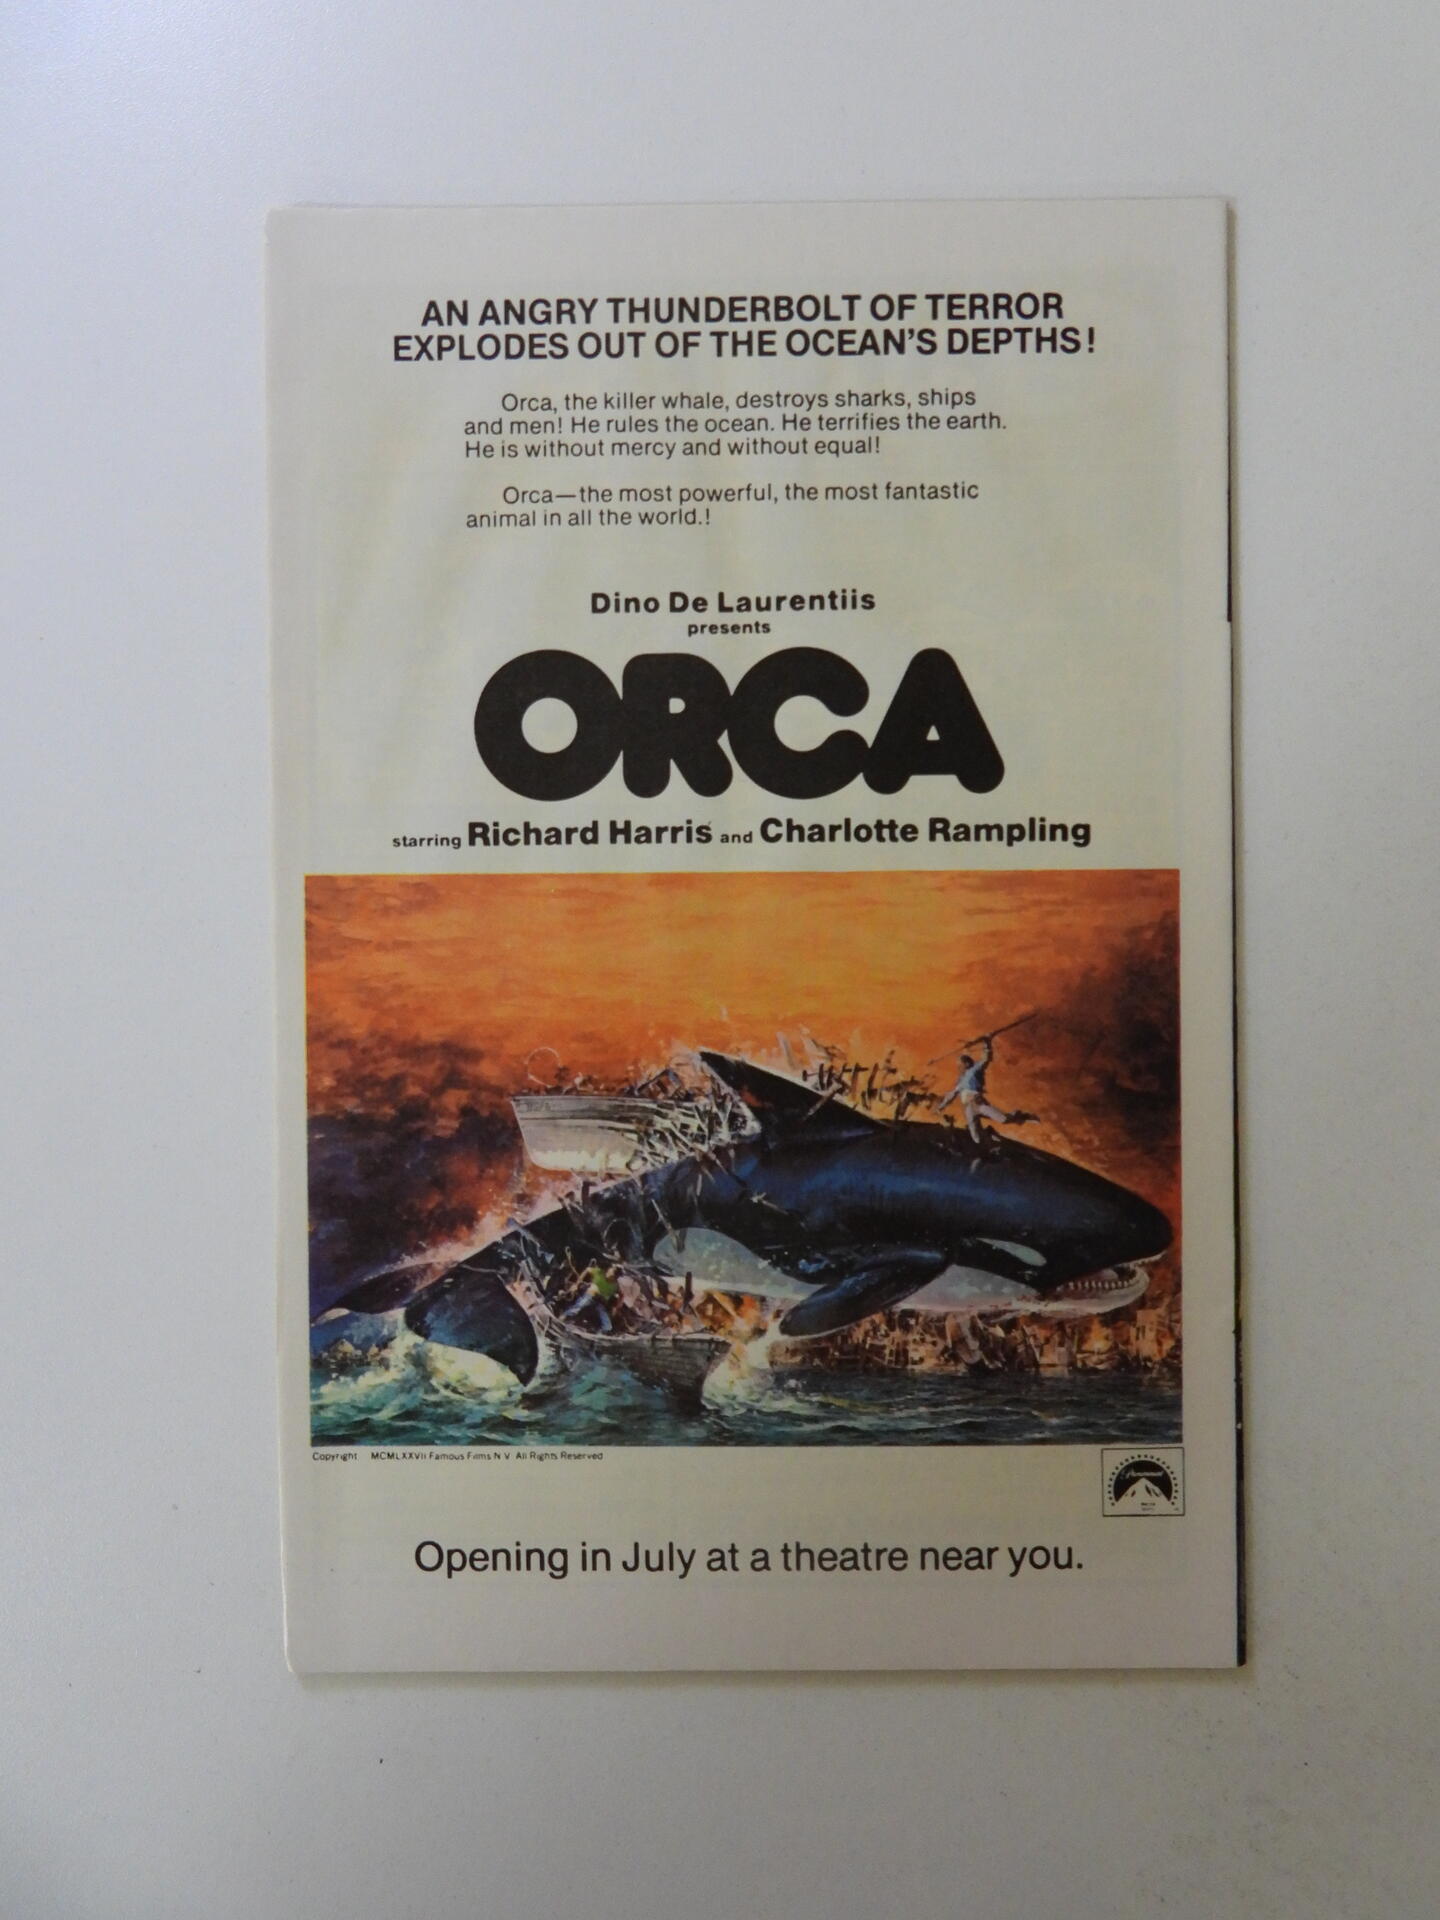 AN ANGRY THUNDERBOLT OF TERROR
EXPLODES OUT OF THE OCEAN'S DEPTHS!
Orca, the killer whale, destroys sharks, ships
and men! He rules the ocean. He terrifies the earth.
He is without mercy and without equal!
Orca—the most powerful, the most fantastic
animal in all the world.!
Dino De Laurentiis
presents
ORCA
starring Richard Harris and Charlotte Rampling
Copyright MCMLXXVII Famous Films N V All Rights Reserved
Paramount
Opening in July at a theatre near you.